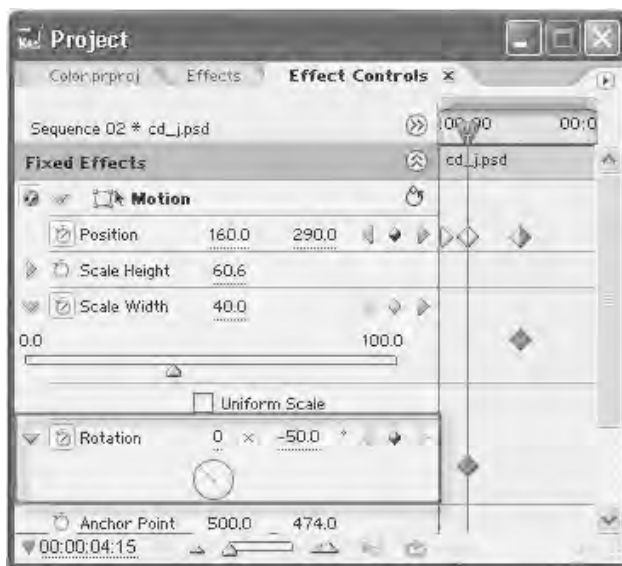 Project
Color.prproj Effects Effect Controls x
Sequence 02 * cd_j.psd
:00:00 00:0
Fixed Effects
cd_j.psd
Motion
Position 160.0 290.0
Scale Height 60.6
Scale Width 40.0
0.0 100.0
Uniform Scale
Rotation 0 x -50.0 °
Anchor Point 500.0 474.0
00:00:04:15